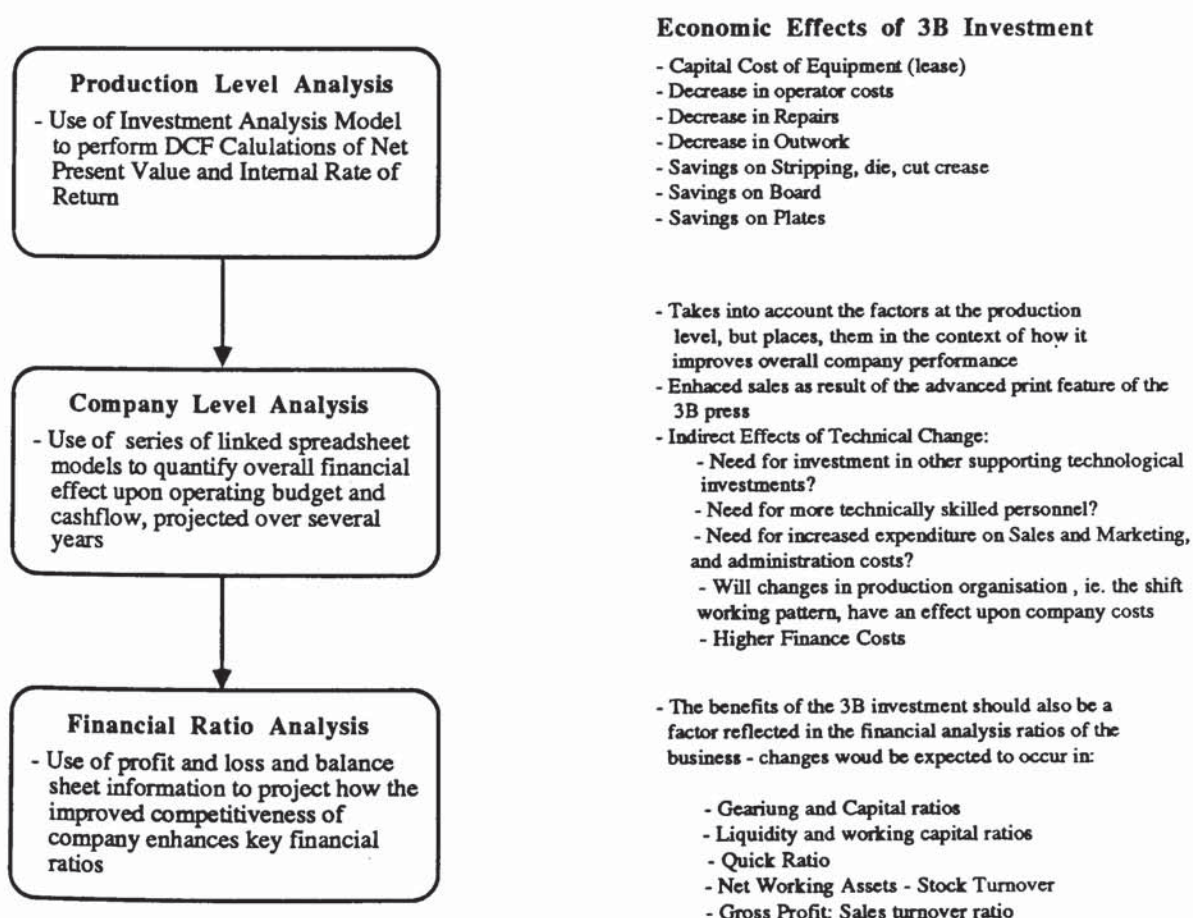 Production Level Analysis
- Use of Investment Analysis Model
to perform DCF Calulations of Net
Present Value and Internal Rate of
Return
Economic Effects of 3B Investment
- Capital Cost of Equipment (lease)
- Decrease in operator costs
- Decrease in Repairs
- Decrease in Outwork
- Savings on Stripping, die, cut crease
- Savings on Board
- Savings on Plates
Company Level Analysis
- Use of series of linked spreadsheet
models to quantify overall financial
effect upon operating budget and
cashflow, projected over several
years
- Takes into account the factors at the production
level, but places, them in the context of how it
improves overall company performance
- Enhaced sales as result of the advanced print feature of the
3B press
- Indirect Effects of Technical Change:
- Need for investment in other supporting technological
investments?
- Need for more technically skilled personnel?
- Need for increased expenditure on Sales and Marketing,
and administration costs?
- Will changes in production organisation , ie. the shift
working pattern, have an effect upon company costs
- Higher Finance Costs
Financial Ratio Analysis
- Use of profit and loss and balance
sheet information to project how the
improved competitiveness of
company enhances key financial
ratios
- The benefits of the 3B investment should also be a
factor reflected in the financial analysis ratios of the
business - changes woud be expected to occur in:
- Geariung and Capital ratios
- Liquidity and working capital ratios
- Quick Ratio
- Net Working Assets - Stock Turnover
- Gross Profit: Sales turnover ratio